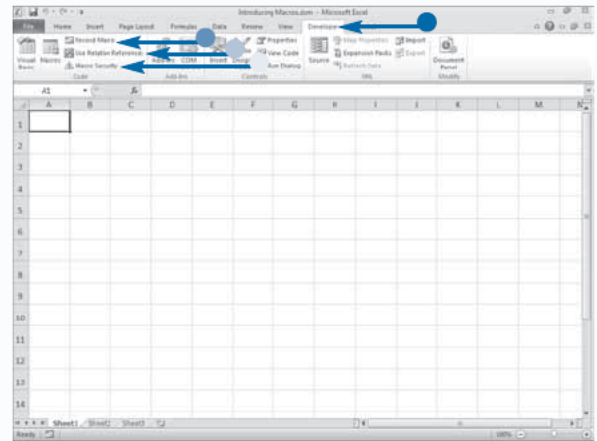 Introducing Macros.xlsm - Microsoft Excel
File Home Insert Page Layout Formulas Data Review View Developer
Visual Basic
Macros
Record Macro
Use Relative References
Macro Security
Code
Add-Ins
COM
Add-Ins
Insert
Properties
View Code
Run Dialog
Controls
Source
Map Properties
Expansion Packs
Refresh Data
Import
Export
XML
Document Panel
Modify
A1 fx
A B C D E F G H I J K L M N
1
2
3
4
5
6
7
8
9
10
11
12
13
14
Sheet1 Sheet2 Sheet3
Ready 100%